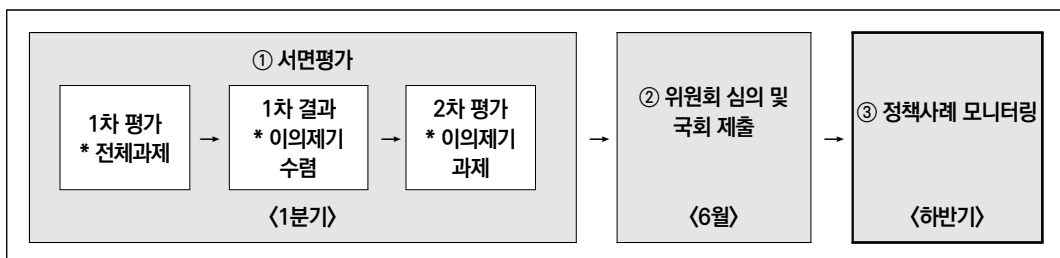 ① 서면평가
1차 평가
* 전체과제
→
1차 결과
* 이의제기
수렴
→
2차 평가
* 이의제기
과제
〈1분기〉
→
② 위원회 심의 및
국회 제출
〈6월〉
→
③ 정책사례 모니터링
〈하반기〉